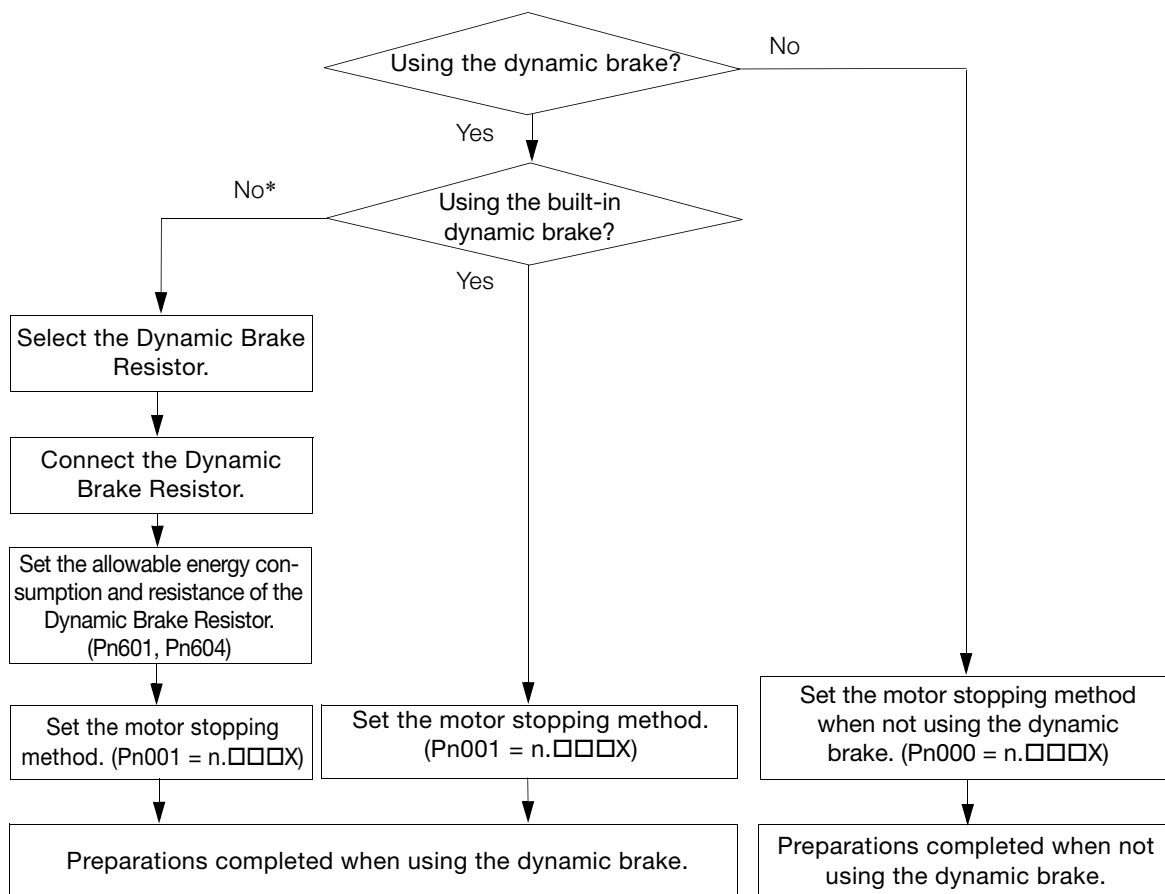 Using the dynamic brake?
No
Yes
Using the built-in
dynamic brake?
No*
Yes
Select the Dynamic Brake
Resistor.
Connect the Dynamic
Brake Resistor.
Set the allowable energy con-
sumption and resistance of the
Dynamic Brake Resistor.
(Pn601, Pn604)
Set the motor stopping
method. (Pn001 = n.□□□X)
Set the motor stopping method.
(Pn001 = n.□□□X)
Set the motor stopping method
when not using the dynamic
brake. (Pn000 = n.□□□X)
Preparations completed when using the dynamic brake.
Preparations completed when not
using the dynamic brake.